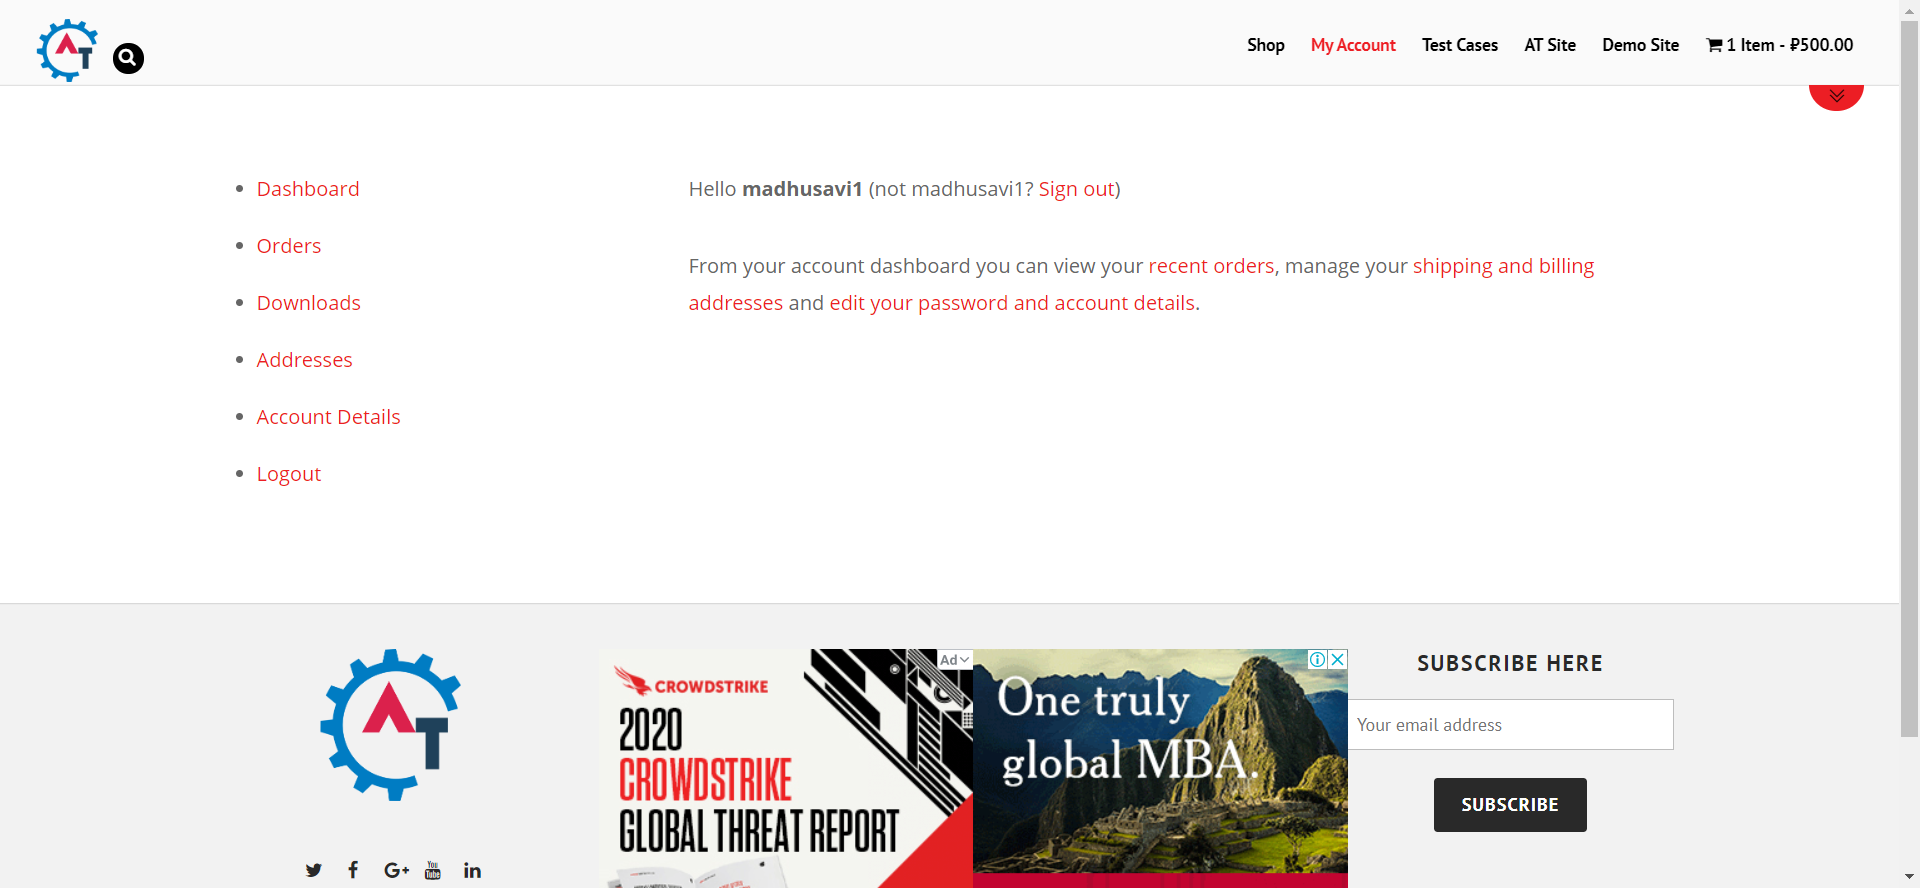 AT
Shop My Account Test Cases AT Site Demo Site 1 Item - ₽500.00
Dashboard
Orders
Downloads
Addresses
Account Details
Logout
Hello madhusavi1 (not madhusavi1? Sign out)
From your account dashboard you can view your recent orders, manage your shipping and billing
addresses and edit your password and account details.
AT
Ad
CROWDSTRIKE
2020
CROWDSTRIKE
GLOBAL THREAT REPORT
One truly
global MBA.
SUBSCRIBE HERE
Your email address
SUBSCRIBE
f G+ You Tube in